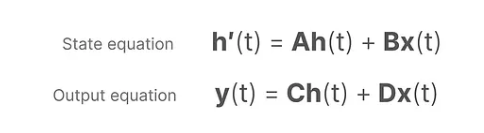 State equation h'(t) = Ah(t) + Bx(t)
Output equation y(t) = Ch(t) + Dx(t)